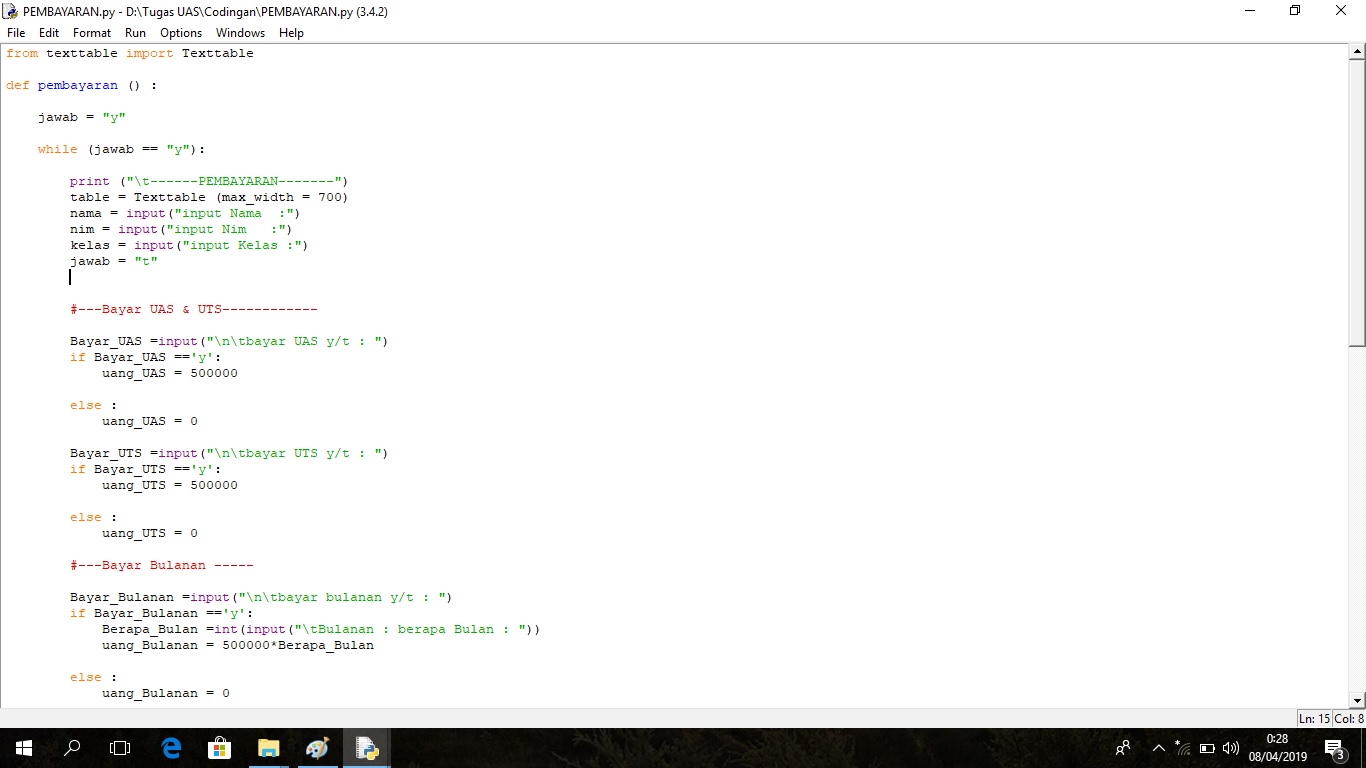 PEMBAYARAN.py - D:\Tugas UAS\Codingan\PEMBAYARAN.py (3.4.2)
File Edit Format Run Options Windows Help
from texttable import Texttable
def pembayaran () :
jawab = "y"
while (jawab == "y"):
print ("\t------PEMBAYARAN-------")
table = Texttable (max_width = 700)
nama = input("input Nama  :")
nim = input("input Nim   :")
kelas = input("input Kelas :")
jawab = "t"
#---Bayar UAS & UTS------------
Bayar_UAS =input("\n\tbayar UAS y/t : ")
if Bayar_UAS =='y':
uang_UAS = 500000
else :
uang_UAS = 0
Bayar_UTS =input("\n\tbayar UTS y/t : ")
if Bayar_UTS =='y':
uang_UTS = 500000
else :
uang_UTS = 0
#---Bayar Bulanan -----
Bayar_Bulanan =input("\n\tbayar bulanan y/t : ")
if Bayar_Bulanan =='y':
Berapa_Bulan =int(input("\tBulanan : berapa Bulan : "))
uang_Bulanan = 500000*Berapa_Bulan
else :
uang_Bulanan = 0
Ln: 15 Col: 8
0:28
08/04/2019
3